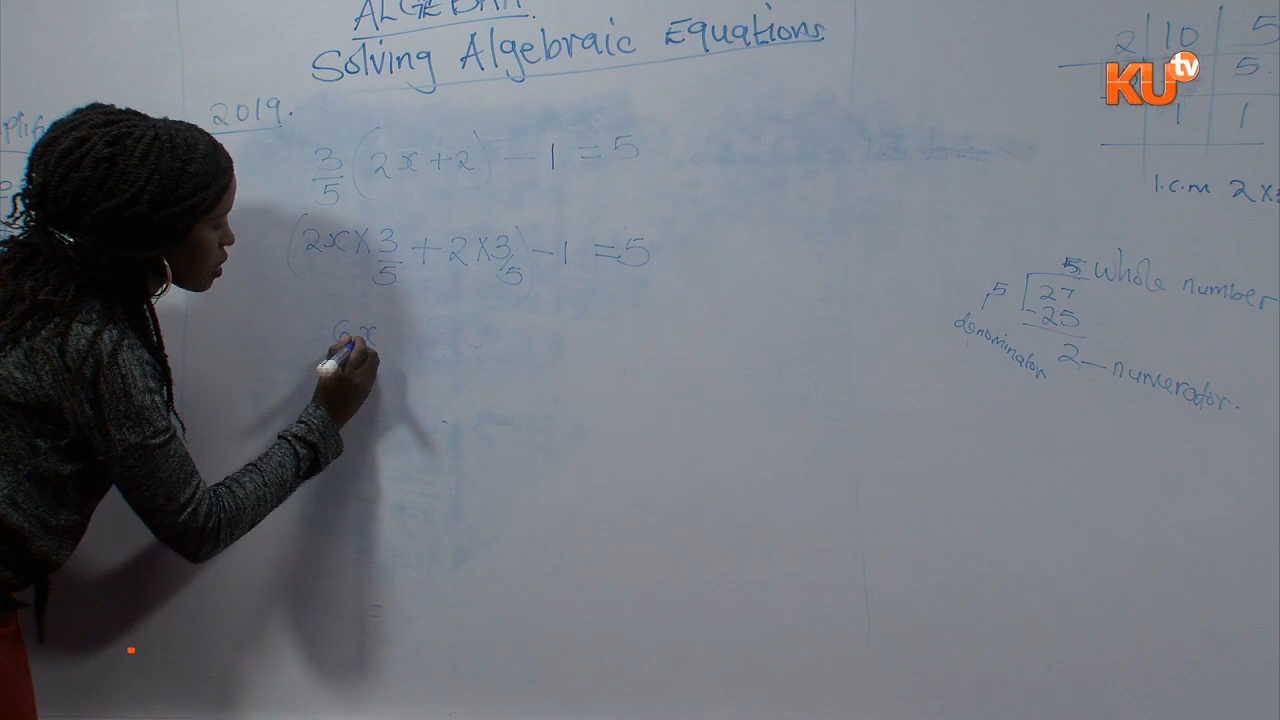 ALGEBRA
Solving Algebraic Equations
2019.
3/5 (2x + 2) - 1 = 5
(2x × 3/5 + 2 × 3/5) - 1 = 5
6x
2 | 10 | 5
5.
1 | 1
l.c.m 2 ×
KU tv
5 whole number
5 27
-25
2 — numerator.
denominator